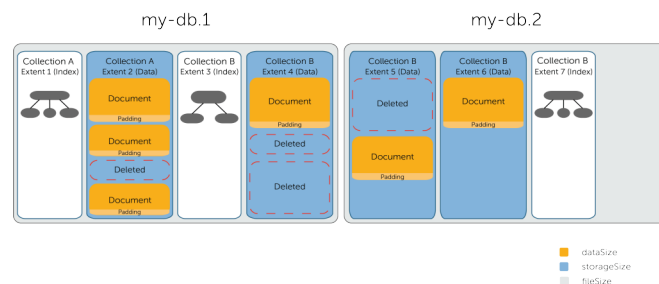 my-db.1
my-db.2
Collection A
Extent 1 (Index)
Collection A
Extent 2 (Data)
Document
Padding
Document
Padding
Deleted
Document
Padding
Collection B
Extent 3 (Index)
Collection B
Extent 4 (Data)
Document
Padding
Deleted
Deleted
Collection B
Extent 5 (Data)
Deleted
Document
Padding
Collection B
Extent 6 (Data)
Document
Padding
Collection B
Extent 7 (Index)
dataSize
storageSize
fileSize